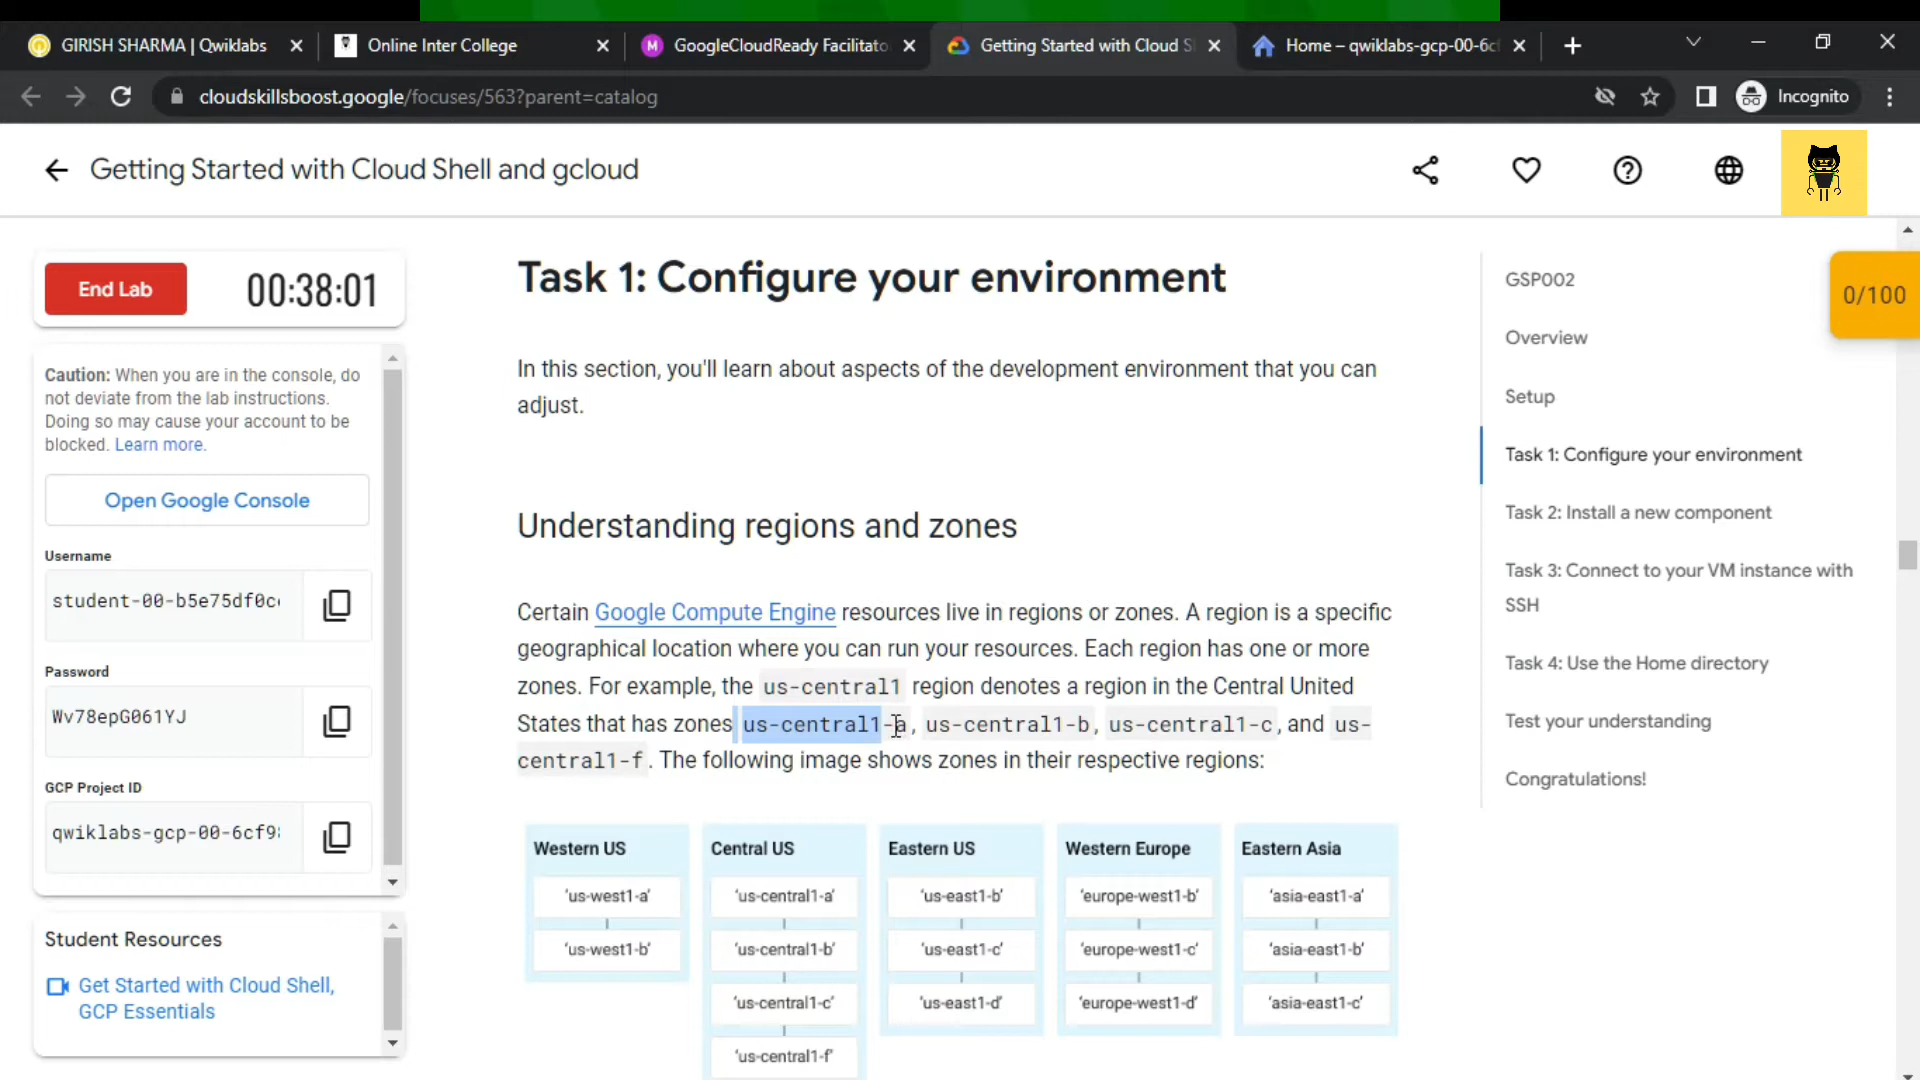 GIRISH SHARMA | Qwiklabs
Online Inter College
GoogleCloudReady Facilitato
Getting Started with Cloud S
Home – qwiklabs-gcp-00-6cf
cloudskillsboost.google/focuses/563?parent=catalog
Incognito
Getting Started with Cloud Shell and gcloud
End Lab
00:38:01
Caution: When you are in the console, do
not deviate from the lab instructions.
Doing so may cause your account to be
blocked. Learn more.
Open Google Console
Username
student-00-b5e75df0c
Password
Wv78epG061YJ
GCP Project ID
qwiklabs-gcp-00-6cf9
Student Resources
Get Started with Cloud Shell,
GCP Essentials
Task 1: Configure your environment
In this section, you'll learn about aspects of the development environment that you can
adjust.
Understanding regions and zones
Certain Google Compute Engine resources live in regions or zones. A region is a specific
geographical location where you can run your resources. Each region has one or more
zones. For example, the us-central1 region denotes a region in the Central United
States that has zones us-central1-a, us-central1-b, us-central1-c, and us-
central1-f. The following image shows zones in their respective regions:
Western US
'us-west1-a'
'us-west1-b'
Central US
'us-central1-a'
'us-central1-b'
'us-central1-c'
'us-central1-f'
Eastern US
'us-east1-b'
'us-east1-c'
'us-east1-d'
Western Europe
'europe-west1-b'
'europe-west1-c'
'europe-west1-d'
Eastern Asia
'asia-east1-a'
'asia-east1-b'
'asia-east1-c'
GSP002
Overview
Setup
Task 1: Configure your environment
Task 2: Install a new component
Task 3: Connect to your VM instance with
SSH
Task 4: Use the Home directory
Test your understanding
Congratulations!
0/100